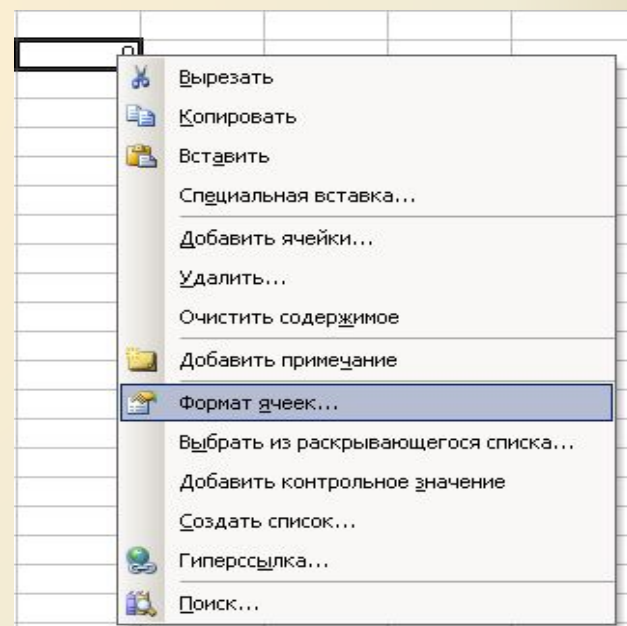 0
Вырезать
Копировать
Вставить
Специальная вставка...
Добавить ячейки...
Удалить...
Очистить содержимое
Добавить примечание
Формат ячеек...
Выбрать из раскрывающегося списка...
Добавить контрольное значение
Создать список...
Гиперссылка...
Поиск...